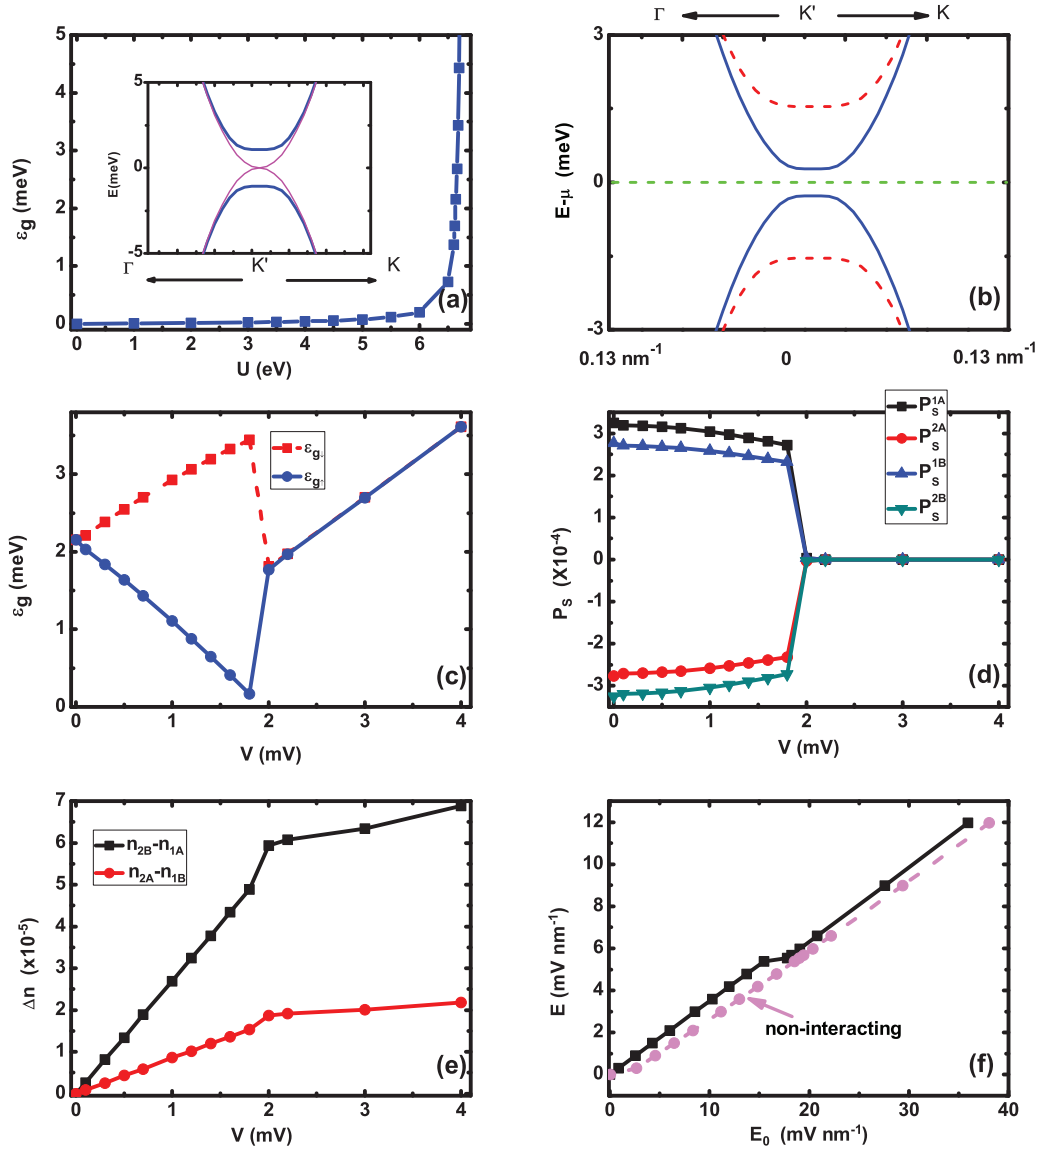 Γ K' K
5
4
3
2
1
0
ε_g (meV)
5
0
-5
E(meV)
Γ K' K
(a)
0 1 2 3 4 5 6
U (eV)
3
0
-3
E-μ (meV)
(b)
0.13 nm⁻¹ 0 0.13 nm⁻¹
3
2
1
0
ε_g (meV)
ε_g↓
ε_g↑
(c)
0 1 2 3 4
V (mV)
3
2
1
0
-1
-2
-3
P_s (X10⁻⁴)
P_S^1A
P_S^2A
P_S^1B
P_S^2B
(d)
0 1 2 3 4
V (mV)
7
6
5
4
3
2
1
0
Δn (x10⁻⁵)
n_2B-n_1A
n_2A-n_1B
(e)
0 1 2 3 4
V (mV)
12
10
8
6
4
2
0
E (mV nm⁻¹)
non-interacting
(f)
0 10 20 30 40
E₀ (mV nm⁻¹)